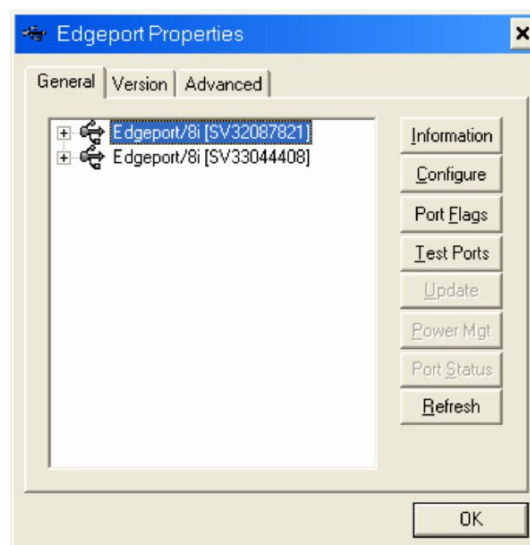 Edgeport Properties
General Version Advanced
Edgeport/8i [SV32087821]
Edgeport/8i [SV33044408]
Information
Configure
Port Flags
Test Ports
Update
Power Mgt
Port Status
Refresh
OK